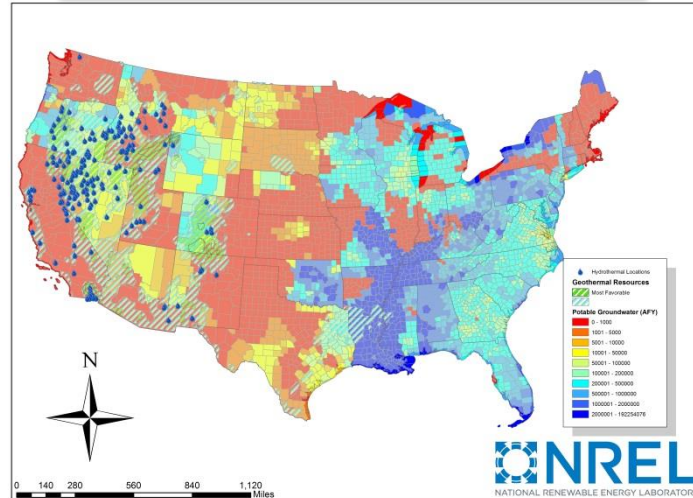 Hydrothermal Locations
Geothermal Resources
Most Favorable
Potable Groundwater (AFY)
0 - 1000
1001 - 5000
5001 - 10000
10001 - 50000
50001 - 100000
100001 - 200000
200001 - 300000
500001 - 1000000
1000001 - 2000000
2000001 - 192254076
N
0 140 280 560 840 1,120
Miles
NREL
NATIONAL RENEWABLE ENERGY LABORATORY